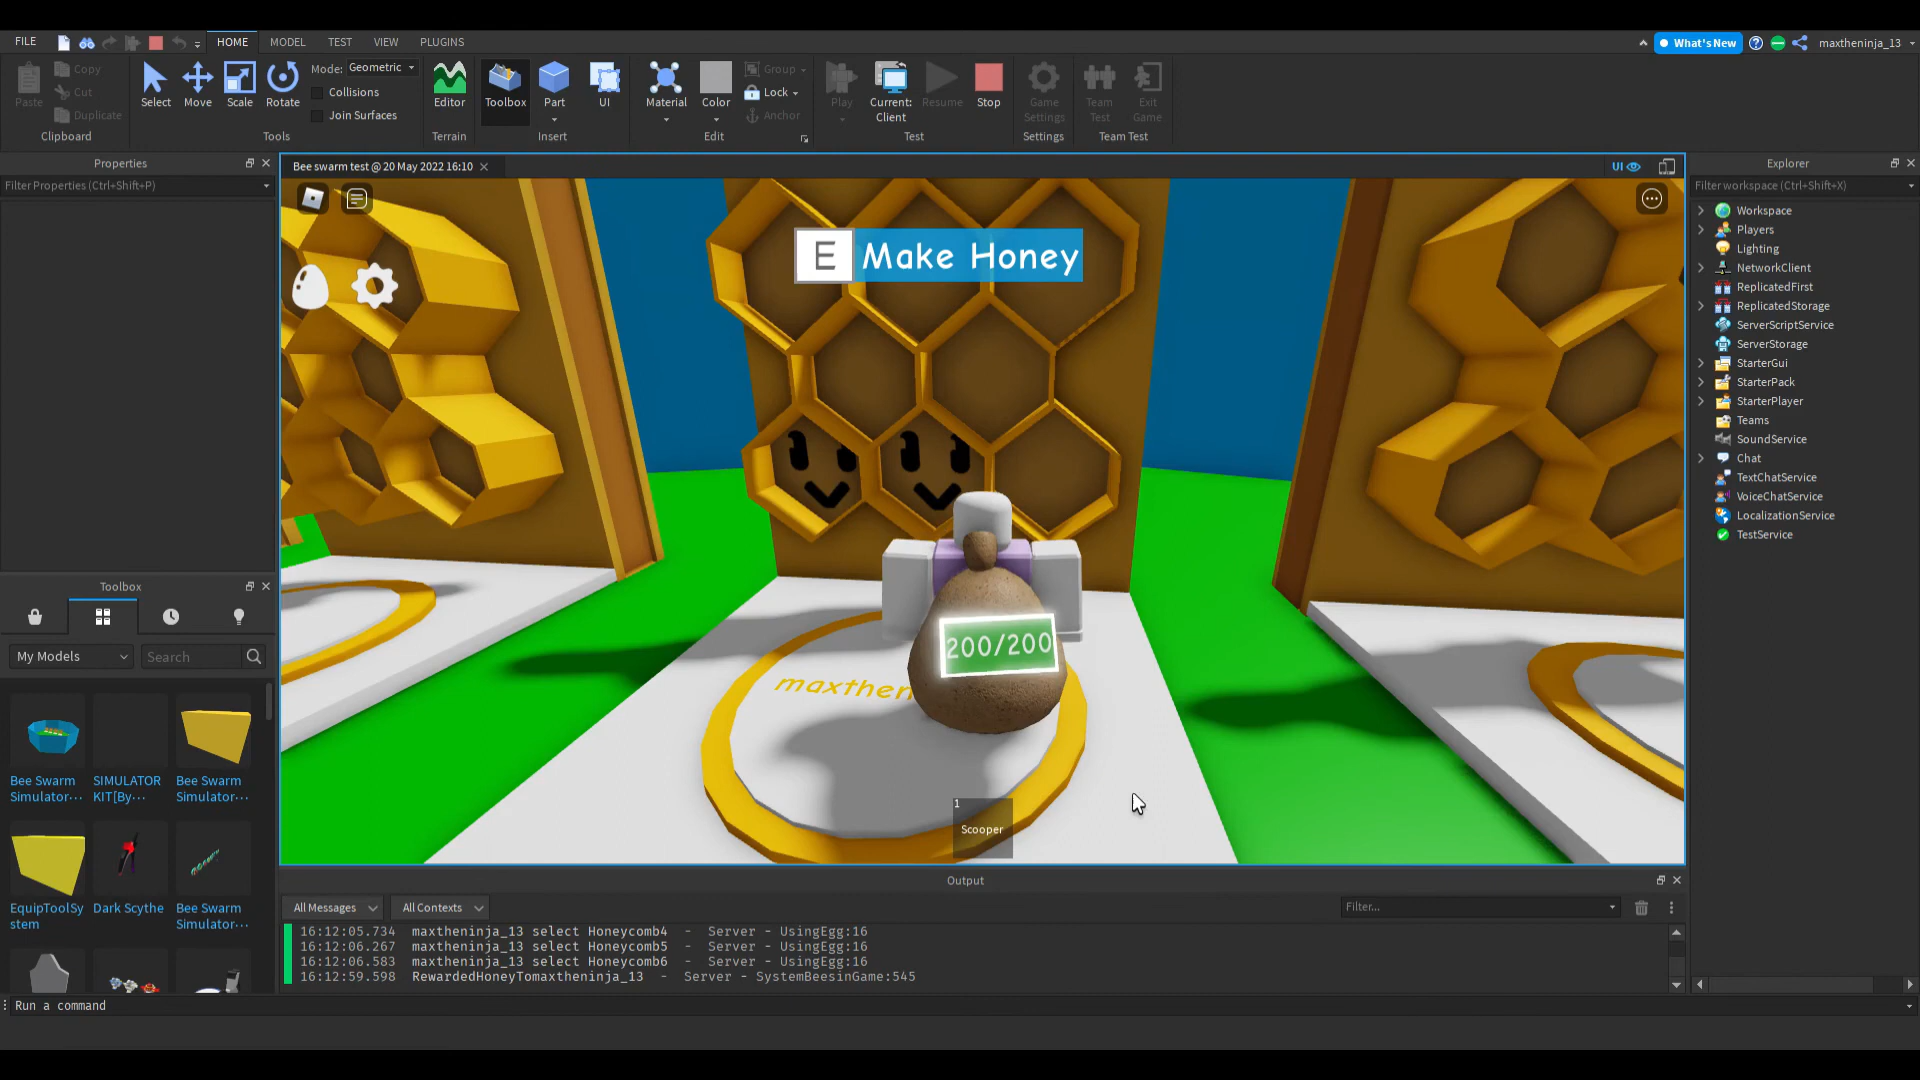 FILE
HOME
MODEL
TEST
VIEW
PLUGINS
What's New
maxtheninja_13
Paste
Copy
Cut
Duplicate
Clipboard
Select
Move
Scale
Rotate
Mode: Geometric
Collisions
Join Surfaces
Tools
Editor
Terrain
Toolbox
Part
UI
Insert
Material
Color
Group
Lock
Anchor
Edit
Play
Current:
Client
Resume
Stop
Test
Game
Settings
Settings
Team
Test
Exit
Game
Team Test
Properties
Filter Properties (Ctrl+Shift+P)
Bee swarm test @ 20 May 2022 16:10
UI
E Make Honey
200/200
maxthen
1
Scooper
Explorer
Filter workspace (Ctrl+Shift+X)
Workspace
Players
Lighting
NetworkClient
ReplicatedFirst
ReplicatedStorage
ServerScriptService
ServerStorage
StarterGui
StarterPack
StarterPlayer
Teams
SoundService
Chat
TextChatService
VoiceChatService
LocalizationService
TestService
Toolbox
My Models
Search
Bee Swarm
Simulator...
SIMULATOR
KIT[By...
Bee Swarm
Simulator...
EquipToolSy
stem
Dark Scythe
Bee Swarm
Simulator...
Output
All Messages
All Contexts
Filter...
16:12:05.734 maxtheninja_13 select Honeycomb4 - Server - UsingEgg:16
16:12:06.267 maxtheninja_13 select Honeycomb5 - Server - UsingEgg:16
16:12:06.583 maxtheninja_13 select Honeycomb6 - Server - UsingEgg:16
16:12:59.598 RewardedHoneyTomaxtheninja_13 - Server - SystemBeesinGame:545
Run a command